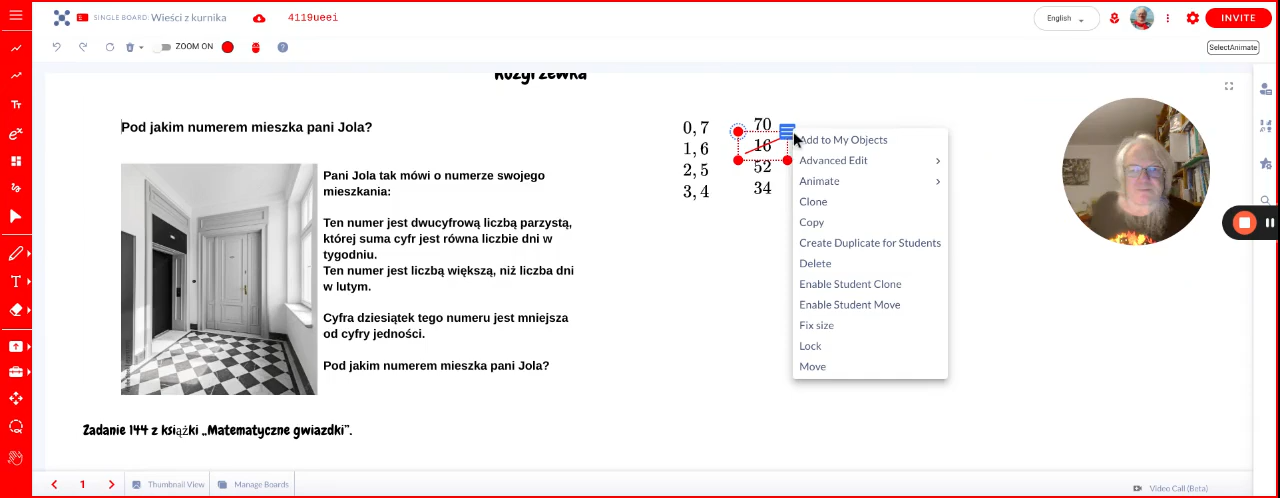 SINGLE BOARD: Wieści z kurnika
4119ueei
English
INVITE
ZOOM ON
SelectAnimate
Rozgrzewka
Pod jakim numerem mieszka pani Jola?
Pani Jola tak mówi o numerze swojego
mieszkania:
Ten numer jest dwucyfrową liczbą parzystą,
której suma cyfr jest równa liczbie dni w
tygodniu.
Ten numer jest liczbą większą, niż liczba dni
w lutym.
Cyfra dziesiątek tego numeru jest mniejsza
od cyfry jedności.
Pod jakim numerem mieszka pani Jola?
Zadanie 144 z książki „Matematyczne gwiazdki”.
0, 7 70
1, 6 16
2, 5 52
3, 4 34
Add to My Objects
Advanced Edit
Animate
Clone
Copy
Create Duplicate for Students
Delete
Enable Student Clone
Enable Student Move
Fix size
Lock
Move
1
Thumbnail View
Manage Boards
Video Call (Beta)